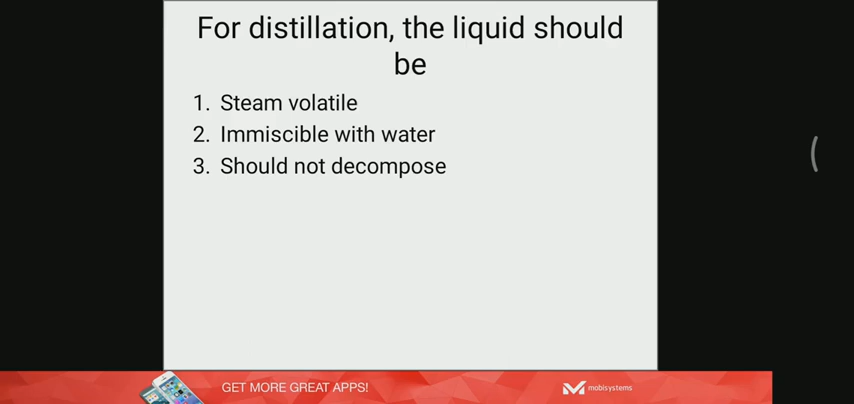 For distillation, the liquid should
be
1. Steam volatile
2. Immiscible with water
3. Should not decompose
GET MORE GREAT APPS!
mobisystems